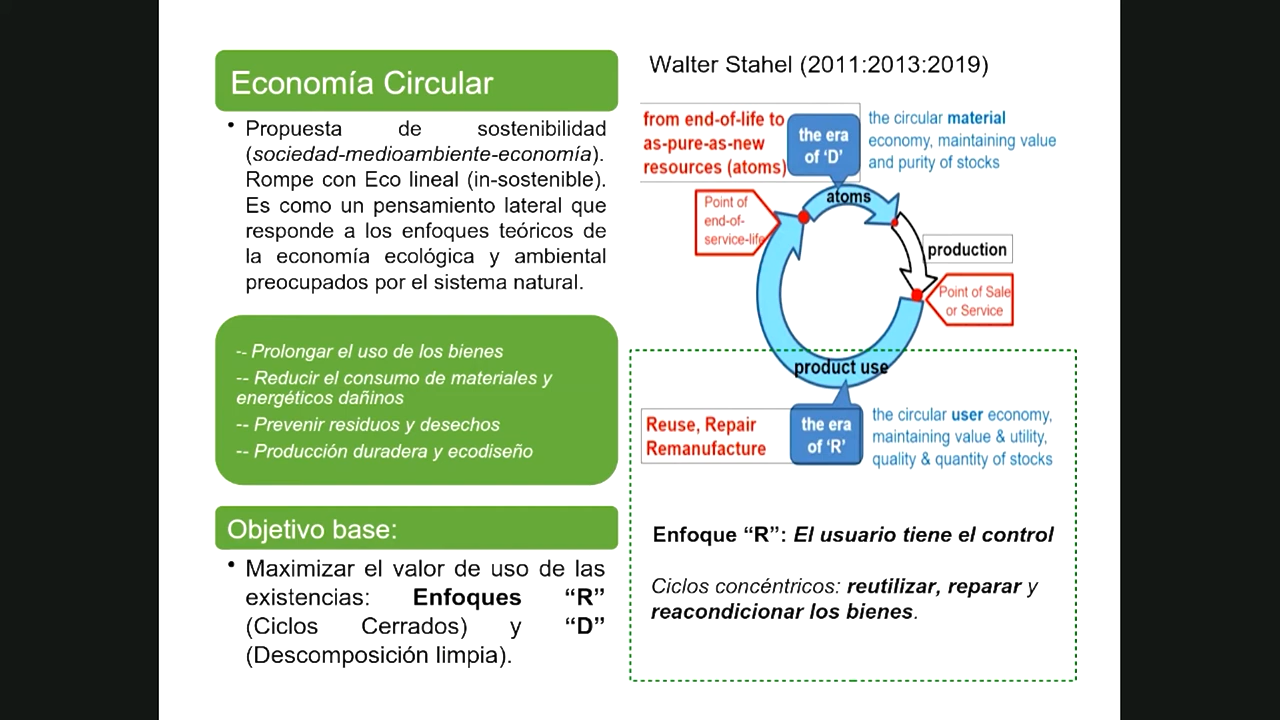 Economía Circular
• Propuesta de sostenibilidad
(sociedad-medioambiente-economía).
Rompe con Eco lineal (in-sostenible).
Es como un pensamiento lateral que
responde a los enfoques teóricos de
la economía ecológica y ambiental
preocupados por el sistema natural.
-- Prolongar el uso de los bienes
-- Reducir el consumo de materiales y
energéticos dañinos
-- Prevenir residuos y desechos
-- Producción duradera y ecodiseño
Objetivo base:
• Maximizar el valor de uso de las
existencias: Enfoques “R”
(Ciclos Cerrados) y “D”
(Descomposición limpia).
Walter Stahel (2011:2013:2019)
from end-of-life to
as-pure-as-new
resources (atoms)
the era
of ‘D’
the circular material
economy, maintaining value
and purity of stocks
atoms
Point of
end-of-
service-life
production
Point of Sale
or Service
product use
Reuse, Repair
Remanufacture
the era
of ‘R’
the circular user economy,
maintaining value & utility,
quality & quantity of stocks
Enfoque “R”: El usuario tiene el control
Ciclos concéntricos: reutilizar, reparar y
reacondicionar los bienes.